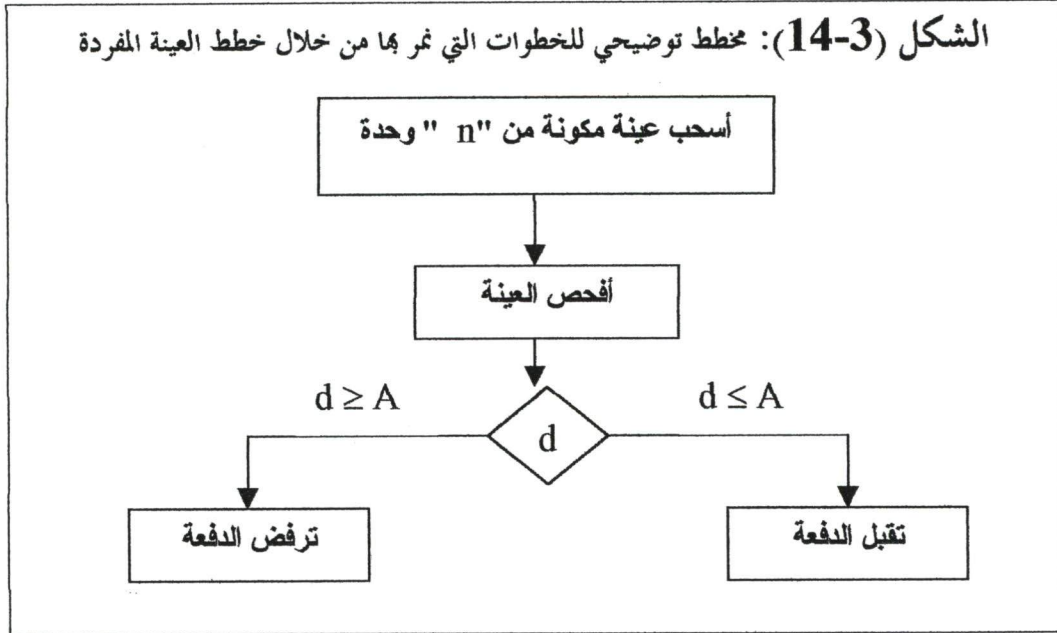 الشكل (3-14): مخطط توضيحي للخطوات التي نمر بها من خلال خطط العينة المفردة
أسحب عينة مكونة من "n " وحدة
أفحص العينة
d ≥ A
d ≤ A
d
ترفض الدفعة
تقبل الدفعة